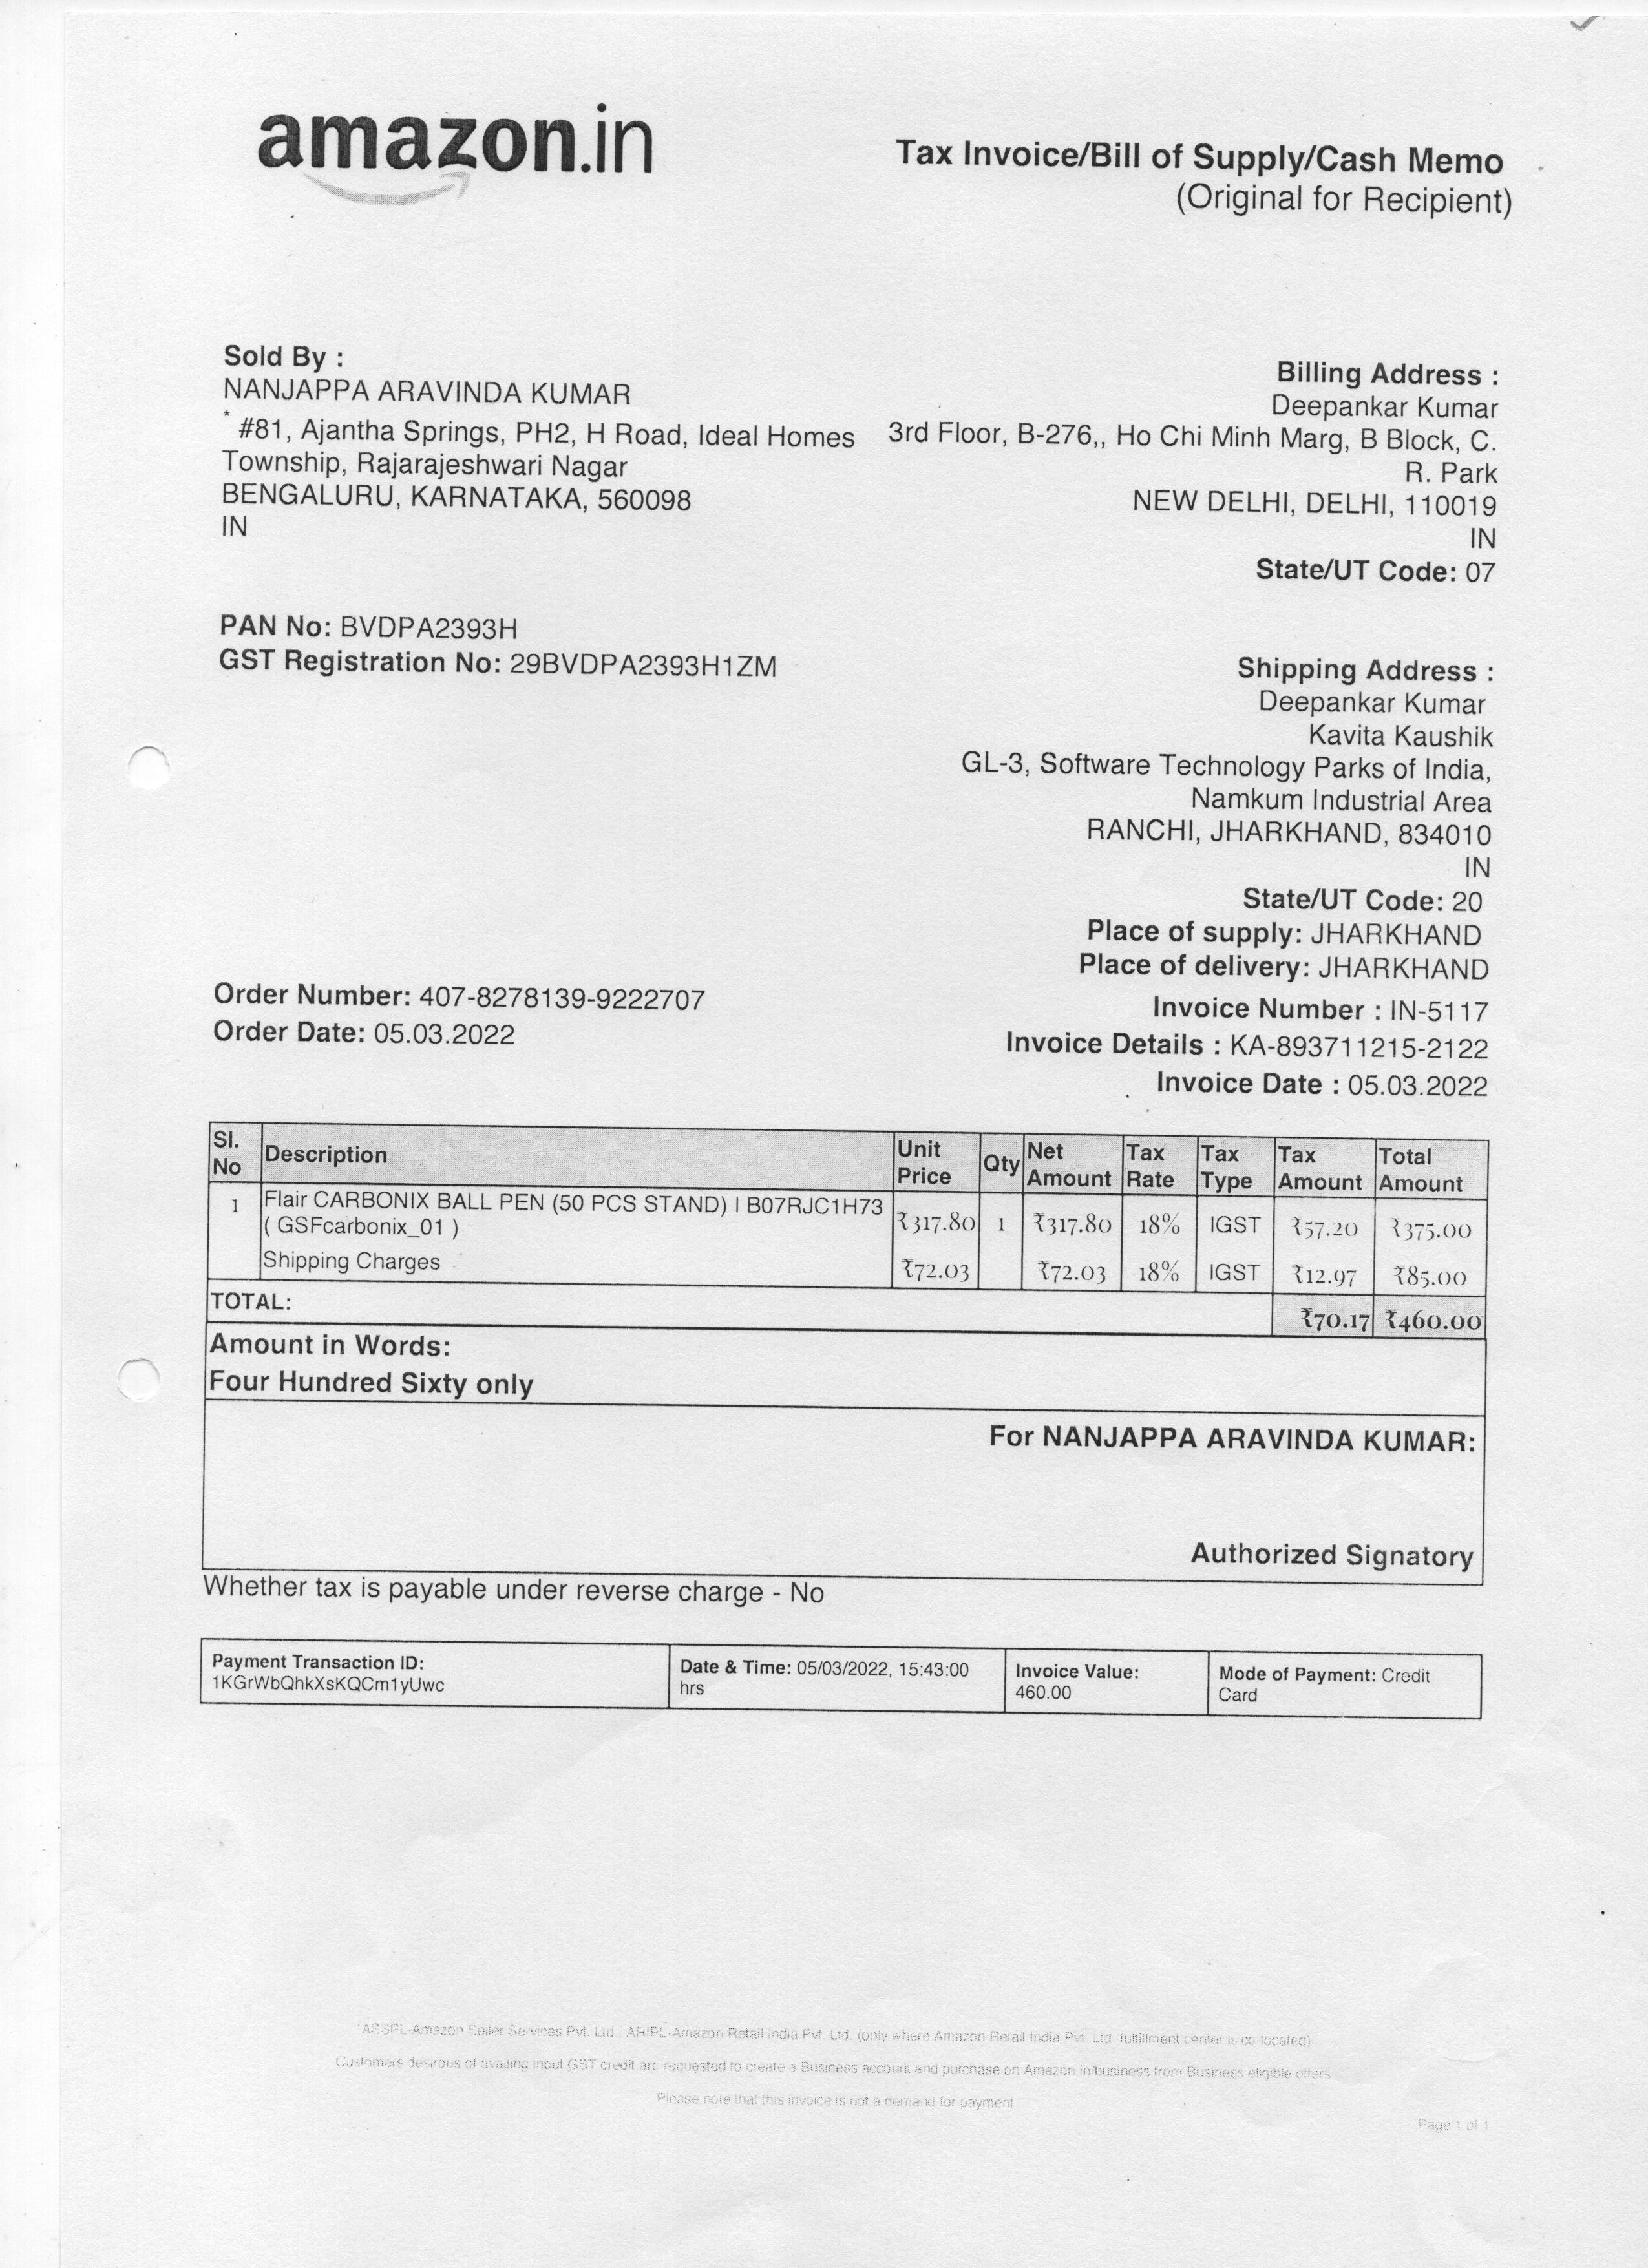 amazon.in
Tax Invoice/Bill of Supply/Cash Memo
(Original for Recipient)
Sold By :
NANJAPPA ARAVINDA KUMAR
* #81, Ajantha Springs, PH2, H Road, Ideal Homes
Township, Rajarajeshwari Nagar
BENGALURU, KARNATAKA, 560098
IN
PAN No: BVDPA2393H
GST Registration No: 29BVDPA2393H1ZM
Billing Address :
Deepankar Kumar
3rd Floor, B-276,, Ho Chi Minh Marg, B Block, C.
R. Park
NEW DELHI, DELHI, 110019
IN
State/UT Code: 07
Shipping Address :
Deepankar Kumar
Kavita Kaushik
GL-3, Software Technology Parks of India,
Namkum Industrial Area
RANCHI, JHARKHAND, 834010
IN
State/UT Code: 20
Place of supply: JHARKHAND
Place of delivery: JHARKHAND
Order Number: 407-8278139-9222707
Order Date: 05.03.2022
Invoice Number : IN-5117
Invoice Details : KA-893711215-2122
Invoice Date : 05.03.2022
Sl. No Description Unit Price Qty Net Amount Tax Rate Tax Type Tax Amount Total Amount
1 Flair CARBONIX BALL PEN (50 PCS STAND) | B07RJC1H73
( GSFcarbonix_01 ) ₹317.80 1 ₹317.80 18% IGST ₹57.20 ₹375.00
Shipping Charges ₹72.03 ₹72.03 18% IGST ₹12.97 ₹85.00
TOTAL: ₹70.17 ₹460.00
Amount in Words:
Four Hundred Sixty only
For NANJAPPA ARAVINDA KUMAR:
Authorized Signatory
Whether tax is payable under reverse charge - No
Payment Transaction ID:
1KGrWbQhkXsKQCm1yUwc
Date & Time: 05/03/2022, 15:43:00
hrs
Invoice Value:
460.00
Mode of Payment: Credit
Card
*ASSPL-Amazon Seller Services Pvt. Ltd., ARIPL-Amazon Retail India Pvt. Ltd. (only where Amazon Retail India Pvt. Ltd. fulfillment center is co-located)
Customers desirous of availing input GST credit are requested to create a Business account and purchase on Amazon.in/business from Business eligible offers
Please note that this invoice is not a demand for payment
Page 1 of 1